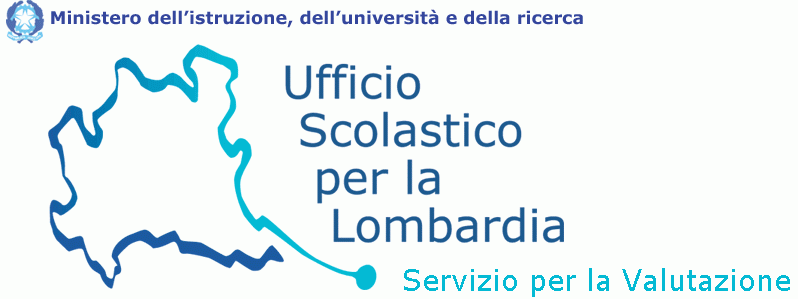 Ministero dell'istruzione, dell'università e della ricerca
Ufficio
Scolastico
per la
Lombardia
Servizio per la Valutazione